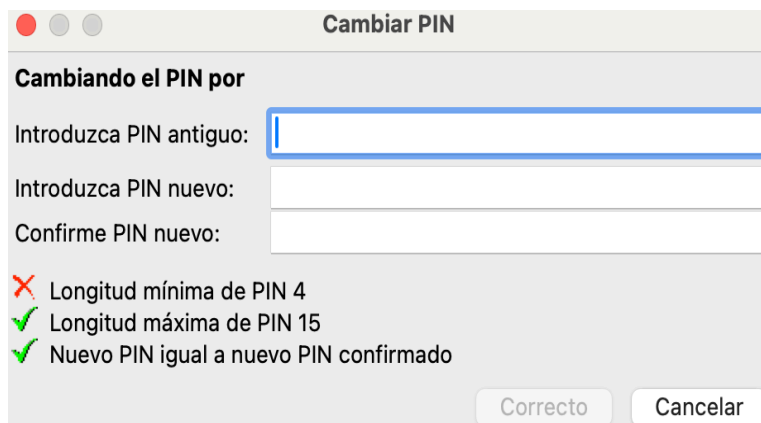 Cambiar PIN
Cambiando el PIN por
Introduzca PIN antiguo:
Introduzca PIN nuevo:
Confirme PIN nuevo:
Longitud mínima de PIN 4
Longitud máxima de PIN 15
Nuevo PIN igual a nuevo PIN confirmado
Correcto Cancelar